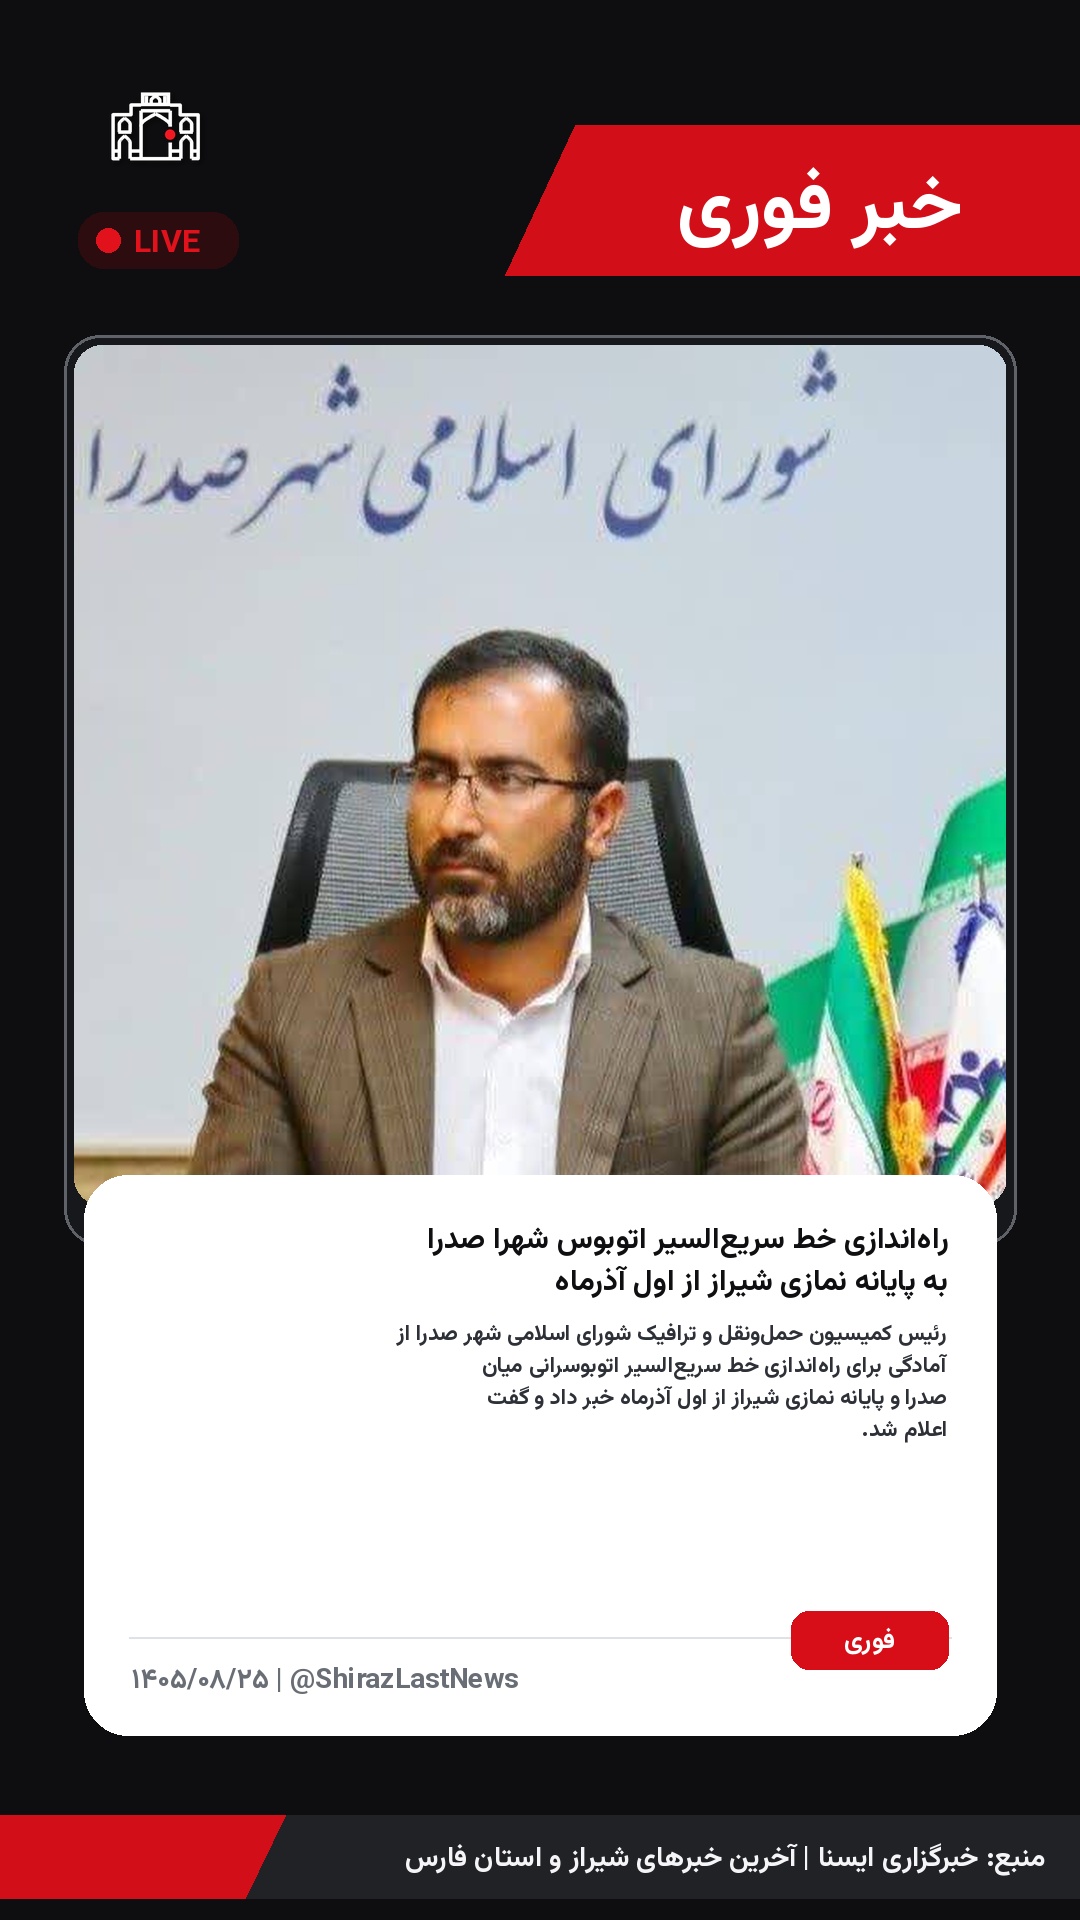 خبر فوری
LIVE
شورای اسلامی شهر صدرا
راه‌اندازی خط سریع‌السیر اتوبوس شهرا صدرا
به پایانه نمازی شیراز از اول آذرماه
رئیس کمیسیون حمل‌ونقل و ترافیک شورای اسلامی شهر صدرا از
آمادگی برای راه‌اندازی خط سریع‌السیر اتوبوسرانی میان
صدرا و پایانه نمازی شیراز از اول آذرماه خبر داد و گفت
اعلام شد.
فوری
۱۴۰۵/۰۸/۲۵ | @ShirazLastNews
منبع: خبرگزاری ایسنا | آخرین خبرهای شیراز و استان فارس